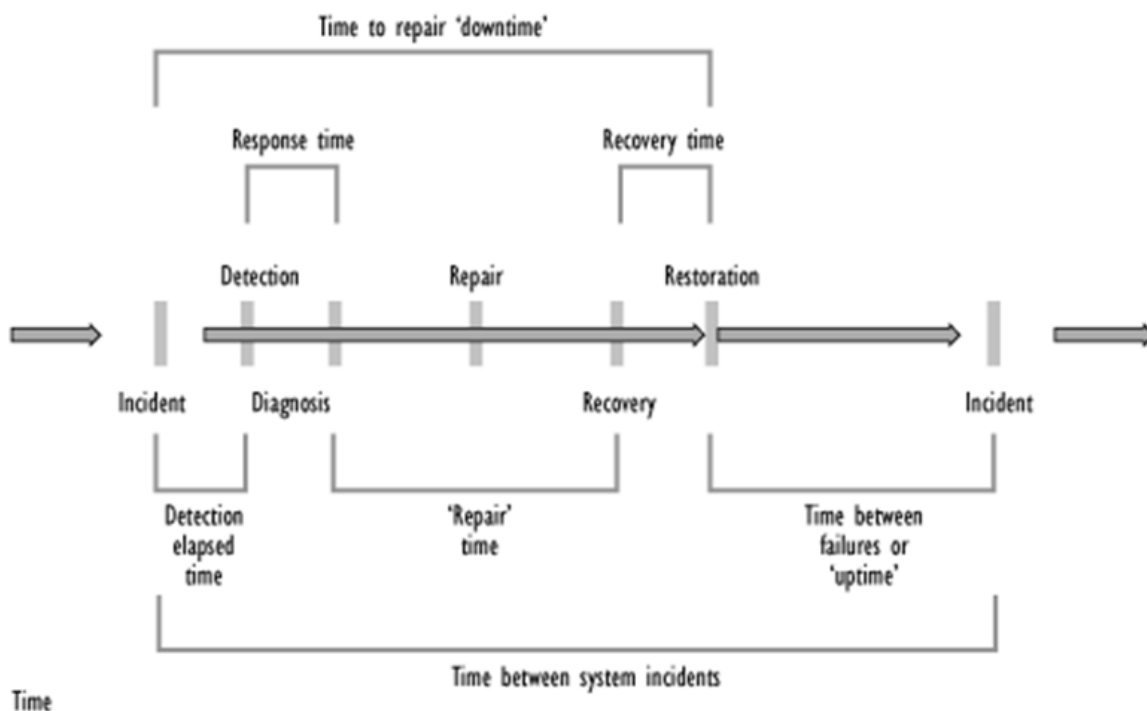 Time to repair ‘downtime’
Response time
Recovery time
Detection
Repair
Restoration
Incident
Diagnosis
Recovery
Incident
Detection
elapsed
time
‘Repair’
time
Time between
failures or
‘uptime’
Time between system incidents
Time